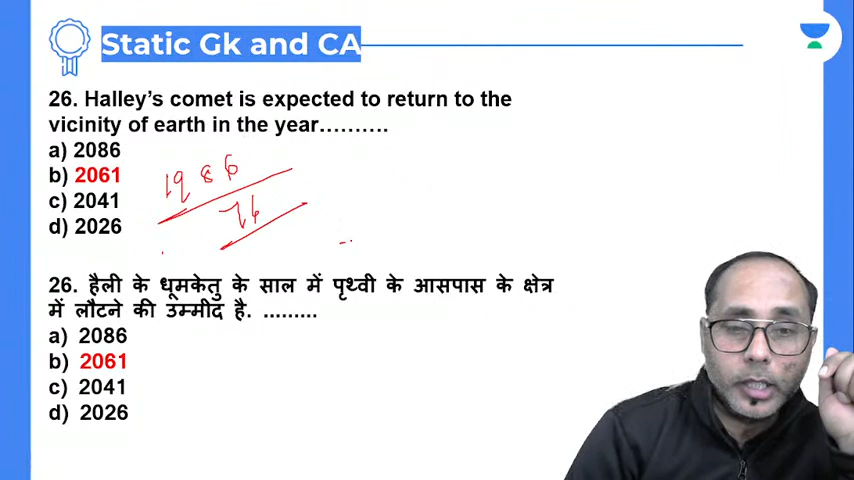 Static Gk and CA
26. Halley's comet is expected to return to the
vicinity of earth in the year..........
a) 2086
b) 2061
c) 2041
d) 2026
1986
76
26. हैली के धूमकेतु के साल में पृथ्वी के आसपास के क्षेत्र
में लौटने की उम्मीद है. .........
a) 2086
b) 2061
c) 2041
d) 2026